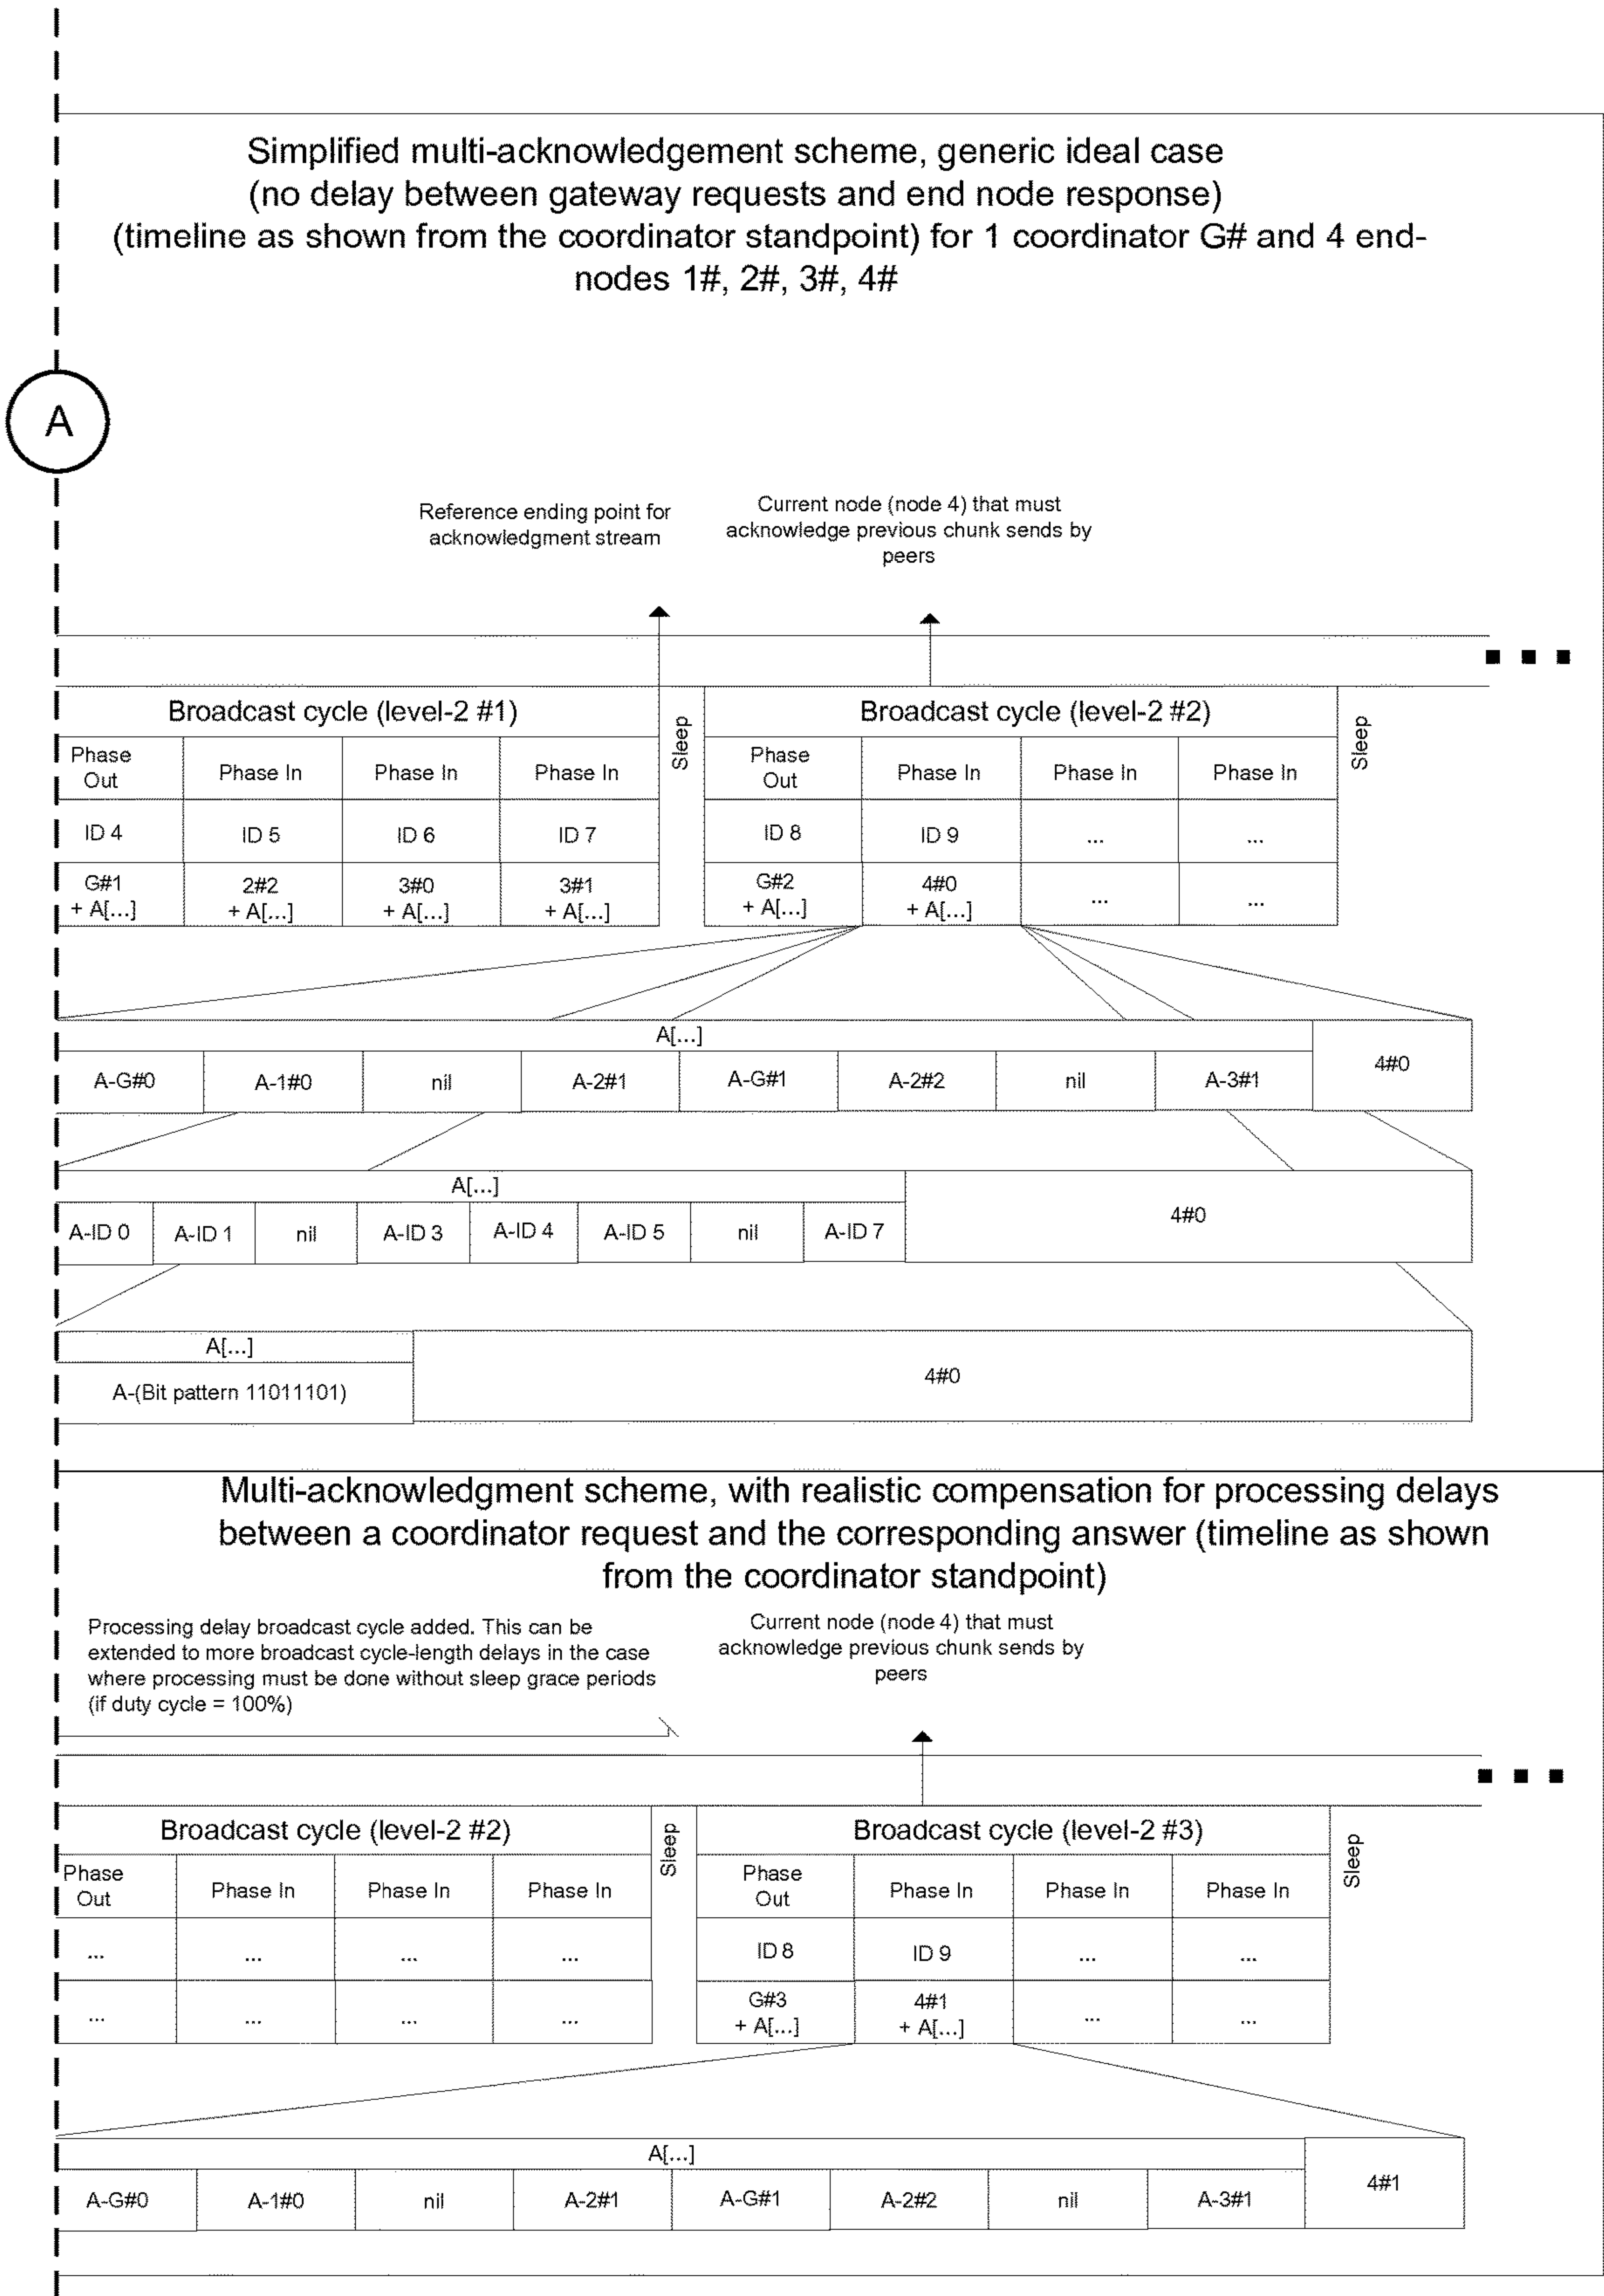 Simplified multi-acknowledgement scheme, generic ideal case
(no delay between gateway requests and end node response)
(timeline as shown from the coordinator standpoint) for 1 coordinator G# and 4 end-
nodes 1#, 2#, 3#, 4#
A
Reference ending point for
acknowledgment stream
Current node (node 4) that must
acknowledge previous chunk sends by
peers
Broadcast cycle (level-2 #1)
Sleep
Broadcast cycle (level-2 #2)
Sleep
Phase
Out
Phase In
Phase In
Phase In
Phase
Out
Phase In
Phase In
Phase In
ID 4
ID 5
ID 6
ID 7
ID 8
ID 9
...
...
G#1
+ A[...]
2#2
+ A[...]
3#0
+ A[...]
3#1
+ A[...]
G#2
+ A[...]
4#0
+ A[...]
...
...
A[...]
A-G#0
A-1#0
nil
A-2#1
A-G#1
A-2#2
nil
A-3#1
4#0
A[...]
A-ID 0
A-ID 1
nil
A-ID 3
A-ID 4
A-ID 5
nil
A-ID 7
4#0
A[...]
A-(Bit pattern 11011101)
4#0
Multi-acknowledgment scheme, with realistic compensation for processing delays
between a coordinator request and the corresponding answer (timeline as shown
from the coordinator standpoint)
Processing delay broadcast cycle added. This can be
extended to more broadcast cycle-length delays in the case
where processing must be done without sleep grace periods
(if duty cycle = 100%)
Current node (node 4) that must
acknowledge previous chunk sends by
peers
Broadcast cycle (level-2 #2)
Sleep
Broadcast cycle (level-2 #3)
Sleep
Phase
Out
Phase In
Phase In
Phase In
Phase
Out
Phase In
Phase In
Phase In
...
...
...
...
ID 8
ID 9
...
...
...
...
...
...
G#3
+ A[...]
4#1
+ A[...]
...
...
A[...]
A-G#0
A-1#0
nil
A-2#1
A-G#1
A-2#2
nil
A-3#1
4#1